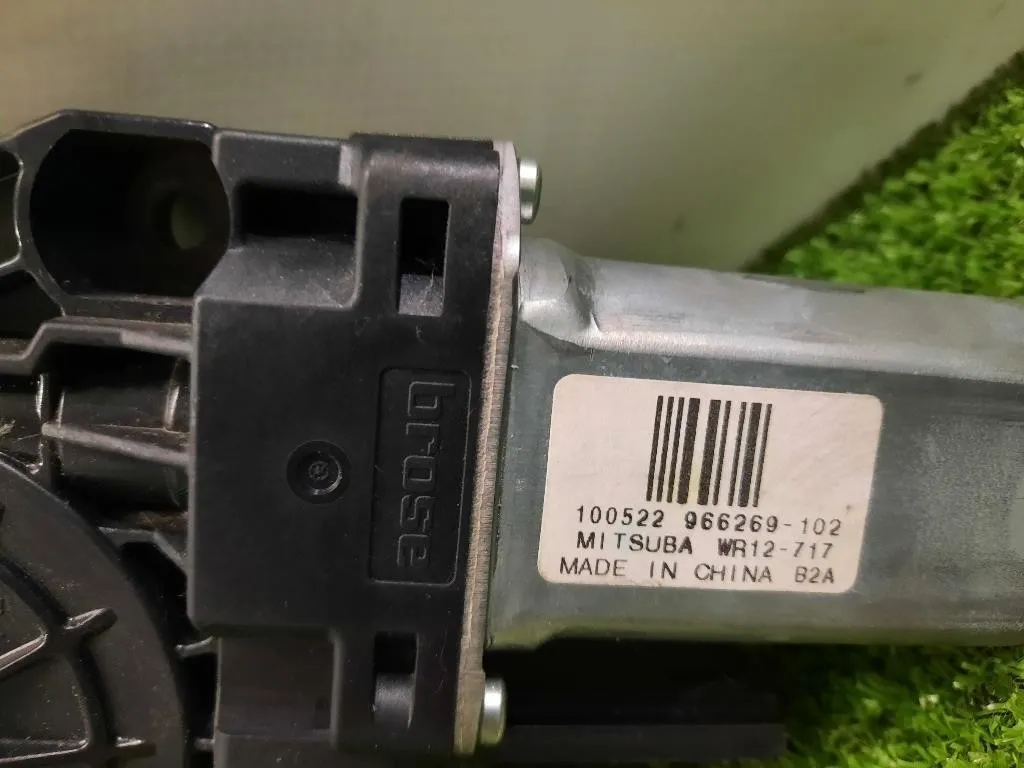 brose
100522 966269-102
MITSUBA WR12-717
MADE IN CHINA B2A